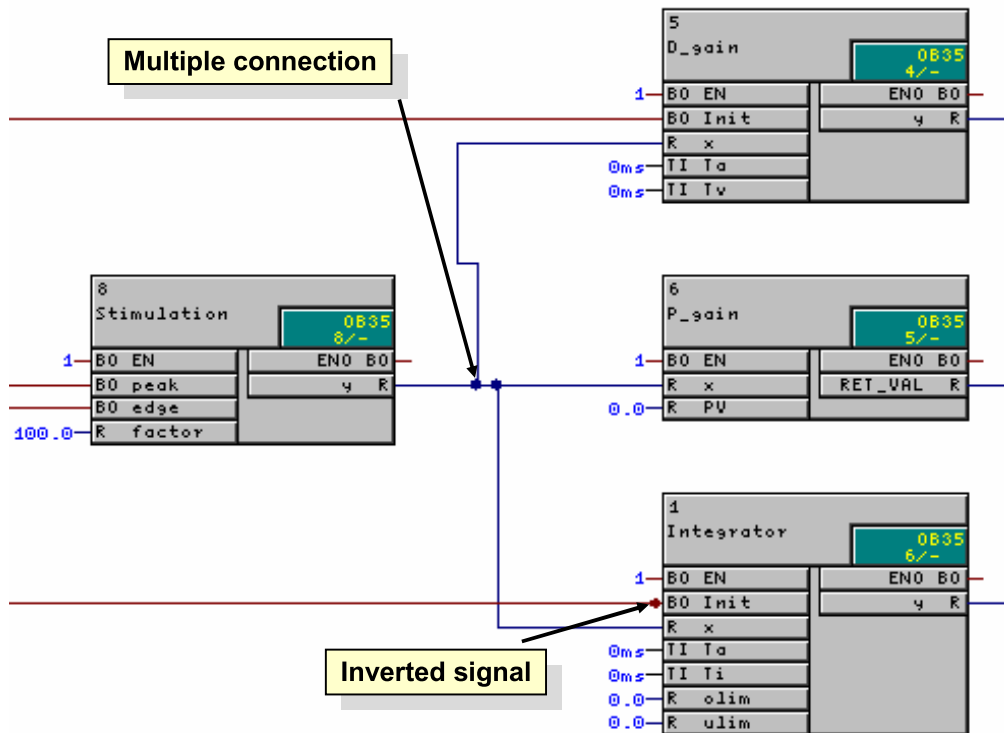 Multiple connection
5
D_gain
OB35
4/-
1 BO EN ENO BO
BO Init y R
R x
0ms TI Ta
0ms TI Tv
8
Stimulation
OB35
8/-
1 BO EN ENO BO
BO peak y R
BO edge
100.0 R factor
6
P_gain
OB35
5/-
1 BO EN ENO BO
R x RET_VAL R
0.0 R PV
1
Integrator
OB35
6/-
1 BO EN ENO BO
BO Init y R
R x
0ms TI Ta
0ms TI Ti
0.0 R olim
0.0 R ulim
Inverted signal